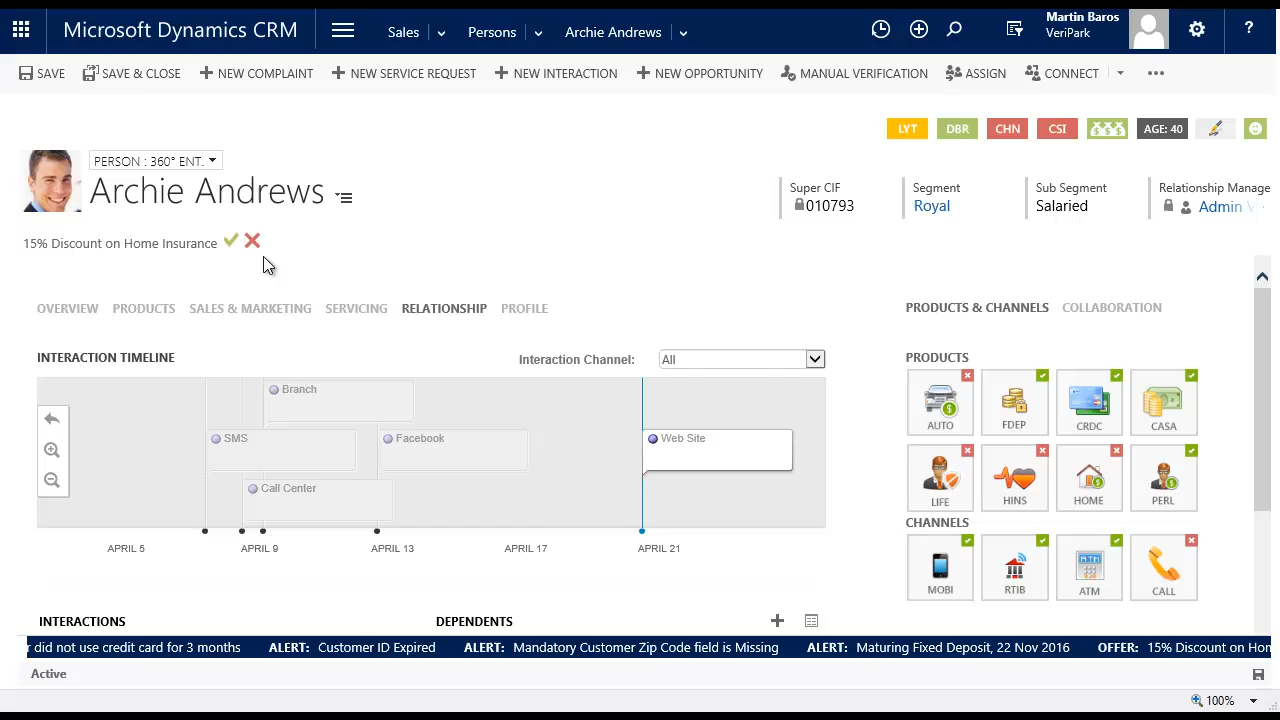 Microsoft Dynamics CRM
Sales
Persons
Archie Andrews
Martin Baros
VeriPark
?
SAVE
SAVE & CLOSE
NEW COMPLAINT
NEW SERVICE REQUEST
NEW INTERACTION
NEW OPPORTUNITY
MANUAL VERIFICATION
ASSIGN
CONNECT
LYT
DBR
CHN
CSI
AGE: 40
PERSON : 360° ENT.
Archie Andrews
Super CIF
010793
Segment
Royal
Sub Segment
Salaried
Relationship Manage
Admin
15% Discount on Home Insurance
OVERVIEW
PRODUCTS
SALES & MARKETING
SERVICING
RELATIONSHIP
PROFILE
PRODUCTS & CHANNELS
COLLABORATION
INTERACTION TIMELINE
Interaction Channel:
All
Branch
SMS
Facebook
Web Site
Call Center
APRIL 5
APRIL 9
APRIL 13
APRIL 17
APRIL 21
PRODUCTS
AUTO
FDEP
CRDC
CASA
LIFE
HINS
HOME
PERL
CHANNELS
MOBI
RTIB
ATM
CALL
INTERACTIONS
DEPENDENTS
r did not use credit card for 3 months
ALERT: Customer ID Expired
ALERT: Mandatory Customer Zip Code field is Missing
ALERT: Maturing Fixed Deposit, 22 Nov 2016
OFFER: 15% Discount on Hon
Active
100%